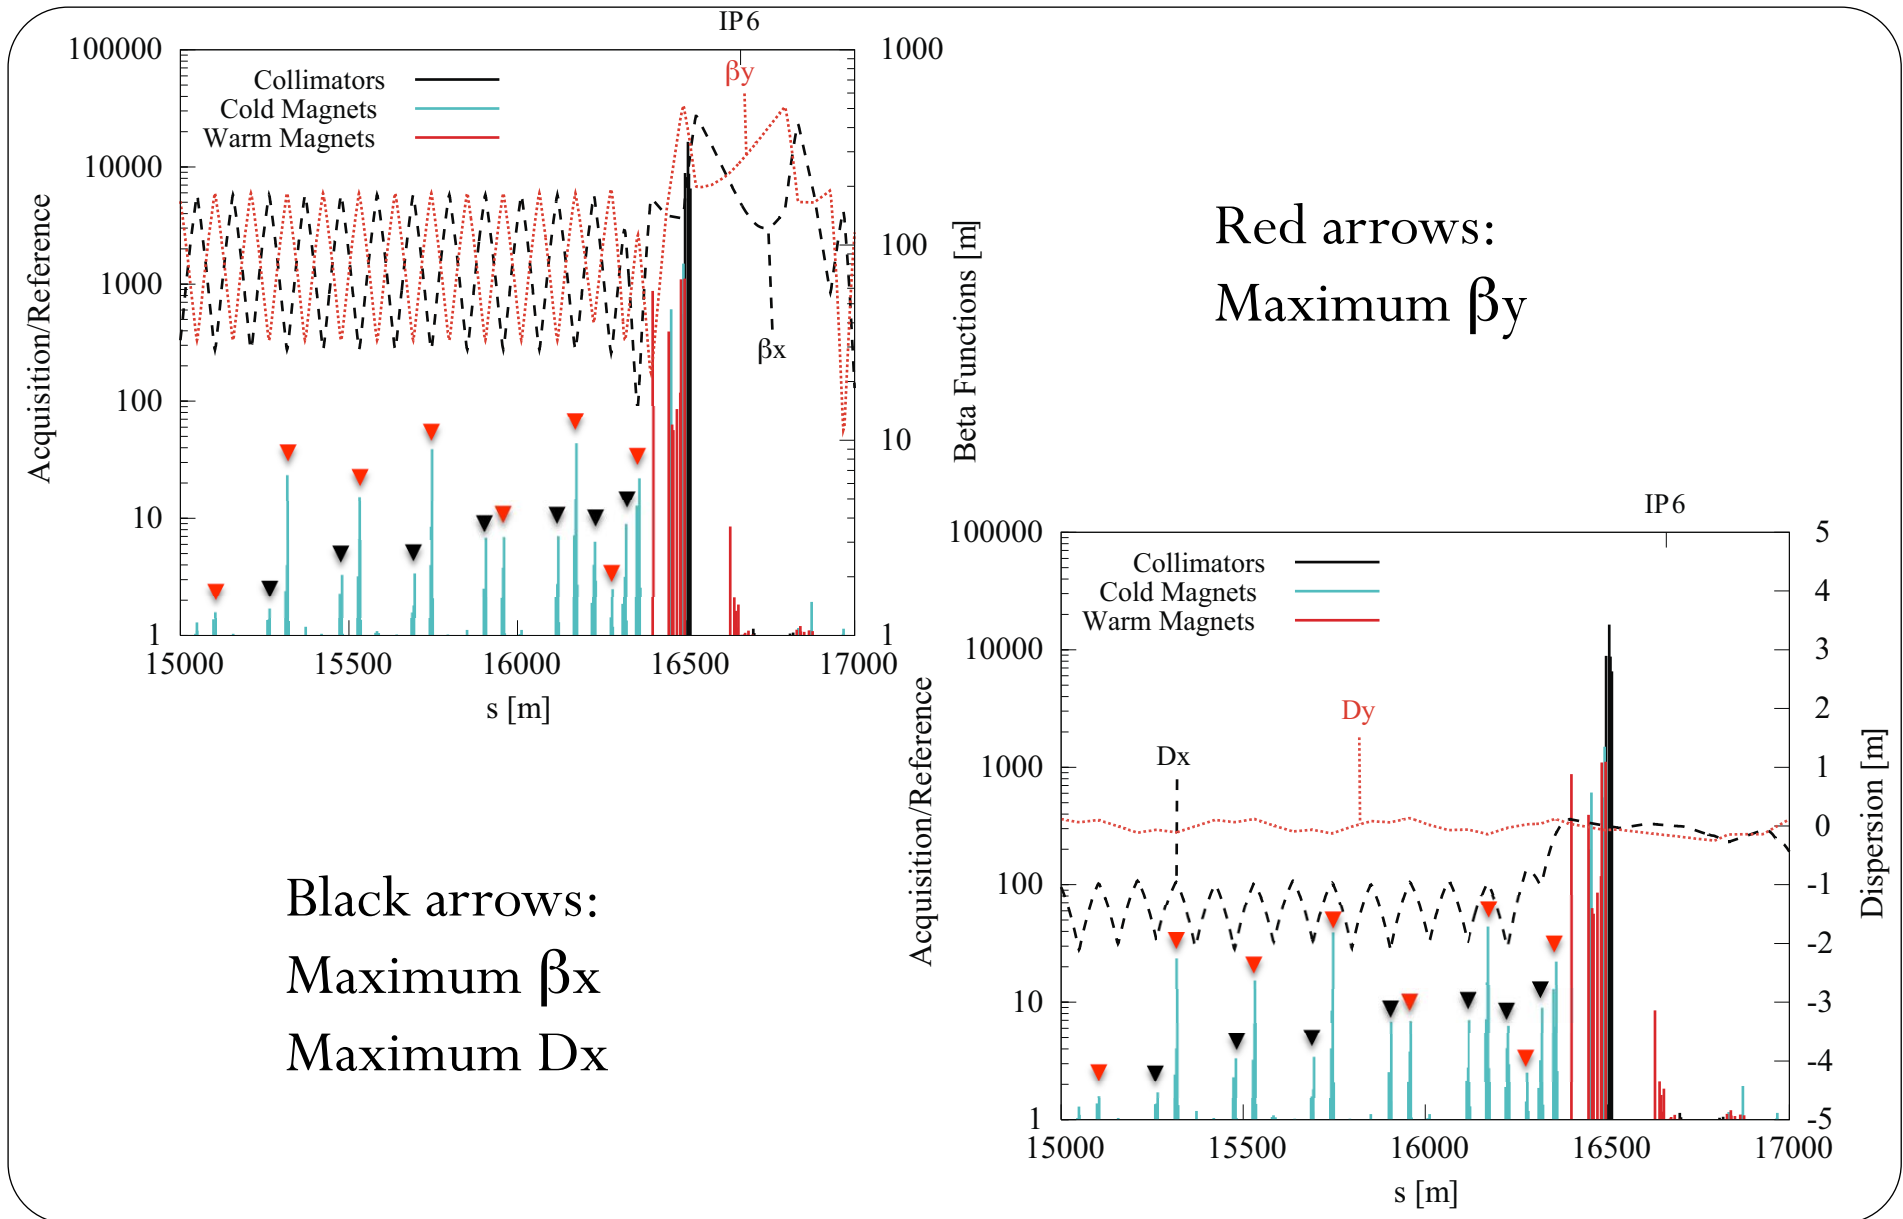 IP6
100000
10000
1000
100
10
1
Acquisition/Reference
Collimators
Cold Magnets
Warm Magnets
βy
βx
1000
100
10
1
Beta Functions [m]
15000 15500 16000 16500 17000
s [m]
Red arrows:
Maximum βy
Black arrows:
Maximum βx
Maximum Dx
IP6
100000
10000
1000
100
10
1
Acquisition/Reference
Collimators
Cold Magnets
Warm Magnets
Dx
Dy
5
4
3
2
1
0
-1
-2
-3
-4
-5
Dispersion [m]
15000 15500 16000 16500 17000
s [m]